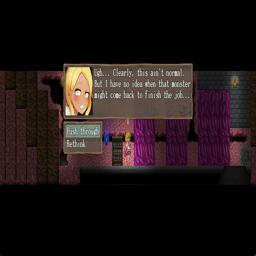 Ugh... Clearly, this ain't normal.
But I have no idea when that monster
might come back to finish the job...
Push through
Rethink